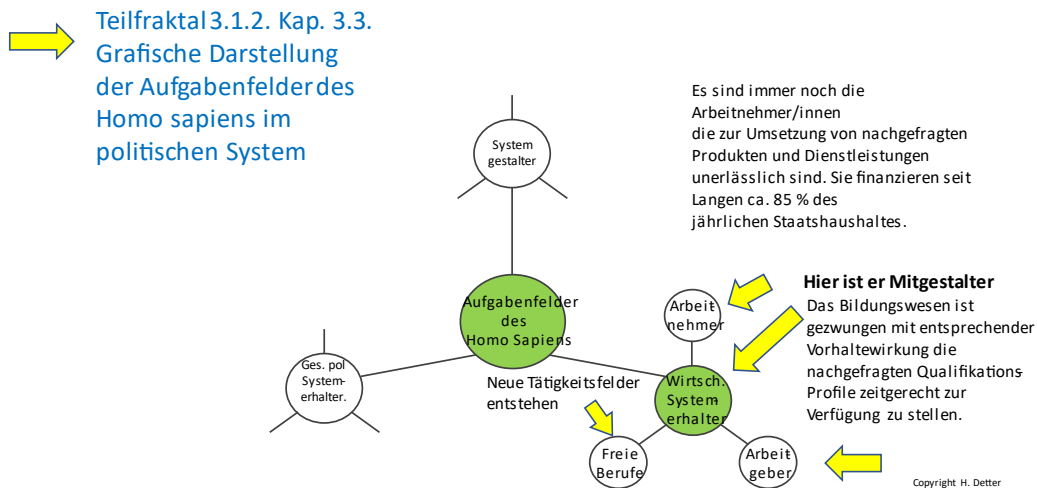 Teilfraktal 3.1.2. Kap. 3.3.
Grafische Darstellung
der Aufgabenfelder des
Homo sapiens im
politischen System
Es sind immer noch die
Arbeitnehmer/innen
die zur Umsetzung von nachgefragten
Produkten und Dienstleistungen
unerlässlich sind. Sie finanzieren seit
Langen ca. 85 % des
jährlichen Staatshaushaltes.
System
gestalter
Aufgabenfelder
des
Homo Sapiens
Hier ist er Mitgestalter
Das Bildungswesen ist
gezwungen mit entsprechender
Vorhaltewirkung die
nachgefragten Qualifikations-
Profile zeitgerecht zur
Verfügung zu stellen.
Arbeit-
nehmer
Ges. pol
System-
erhalter.
Neue Tätigkeitsfelder
entstehen
Wirtsch.
System-
erhalter
Freie
Berufe
Arbeit-
geber
Copyright H. Detter